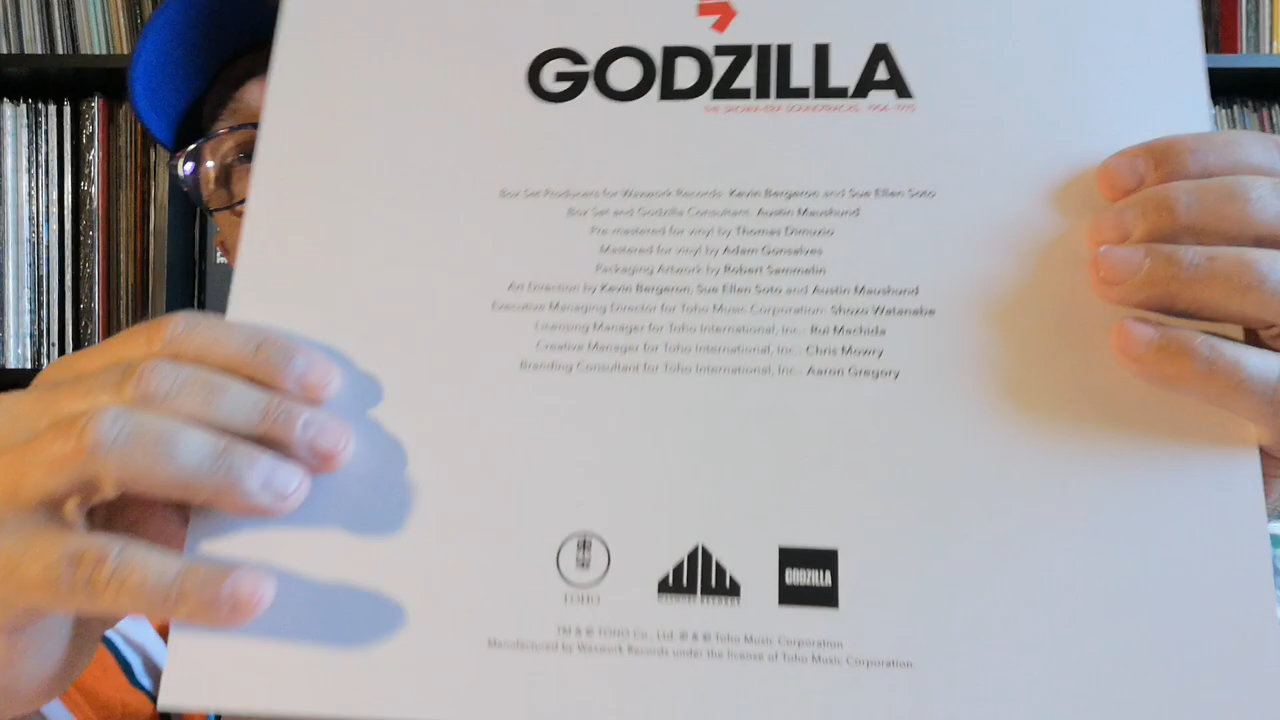 GODZILLA
THE SHOWA-ERA SOUNDTRACKS, 1954-1975
Box Set Producers for Waxwork Records: Kevin Bergeron and Sue Ellen Soto
Box Set and Godzilla Consultant: Austin Maushund
Pre-mastered for vinyl by Thomas Dimuzio
Mastered for vinyl by Adam Gonsalves
Packaging Artwork by Robert Sammelin
Art Direction by Kevin Bergeron, Sue Ellen Soto and Austin Maushund
Executive Managing Director for Toho Music Corporation: Shozo Watanabe
Licensing Manager for Toho International, Inc.: Rui Machida
Creative Manager for Toho International, Inc.: Chris Mowry
Branding Consultant for Toho International, Inc.: Aaron Gregory
TOHO
WAXWORK RECORDS
GODZILLA
TM & © TOHO Co., Ltd. ® & © Toho Music Corporation
Manufactured by Waxwork Records under the license of Toho Music Corporation